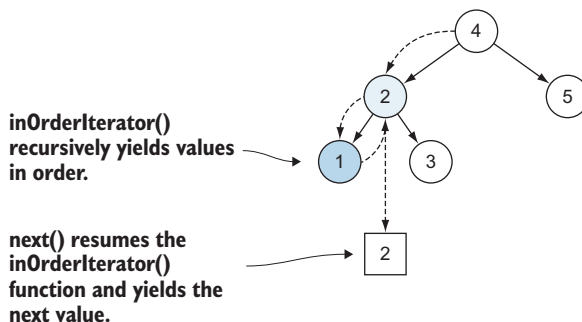 4
2
5
inOrderIterator()
recursively yields values
in order.
1
3
next() resumes the
inOrderIterator()
function and yields the
next value.
2